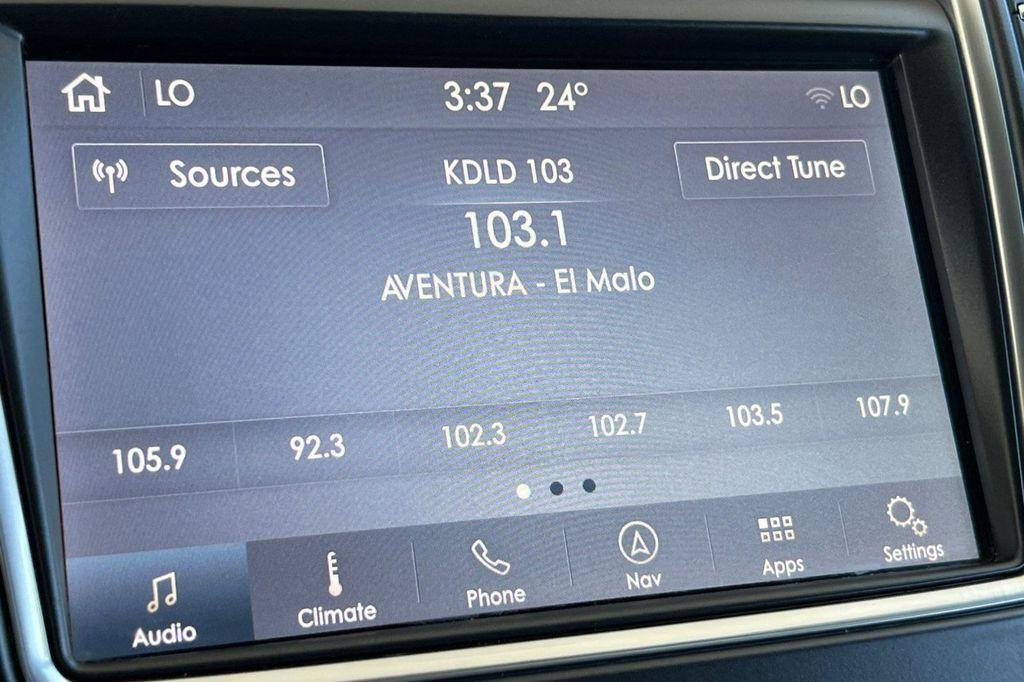 LO 3:37 24° LO
Sources KDLD 103 Direct Tune
103.1
AVENTURA - El Malo
105.9 92.3 102.3 102.7 103.5 107.9
Audio Climate Phone Nav Apps Settings